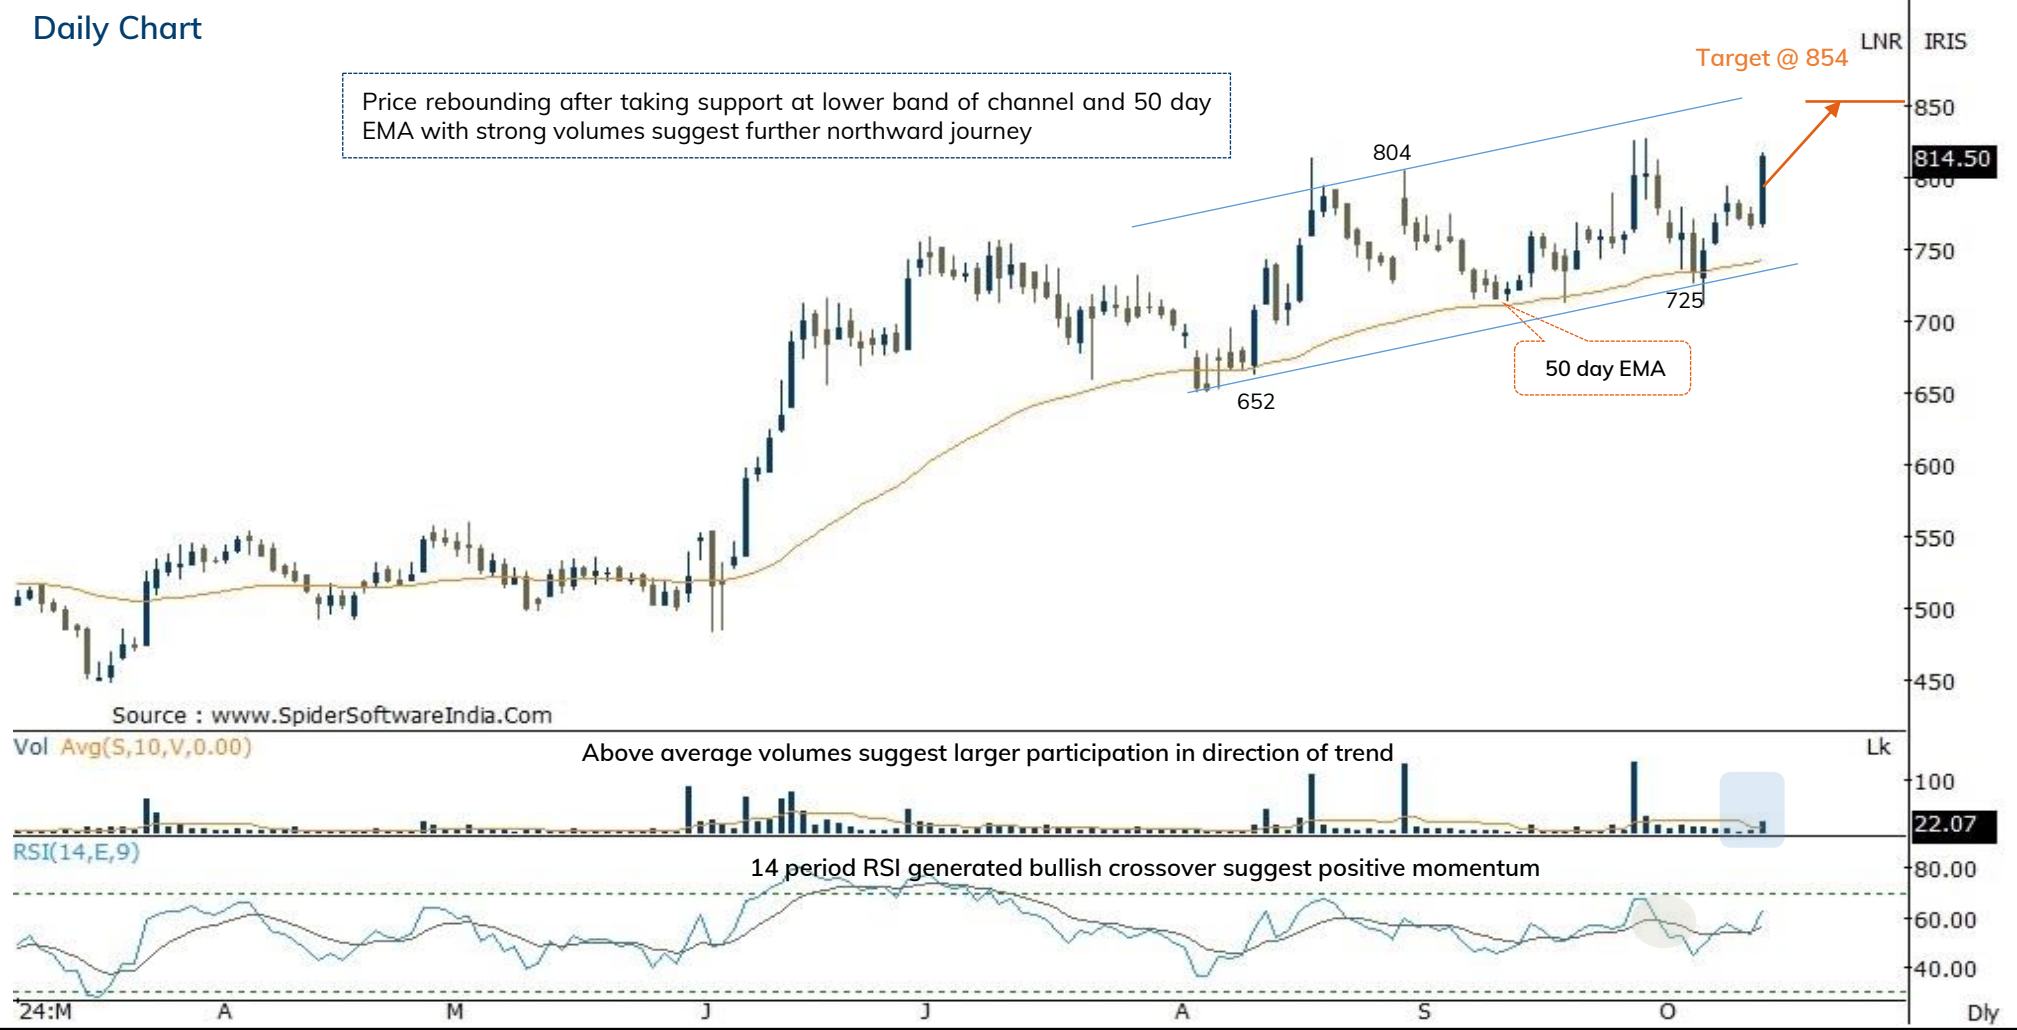 Daily Chart
LNR IRIS
Target @ 854
Price rebounding after taking support at lower band of channel and 50 day
EMA with strong volumes suggest further northward journey
850
804
814.50
800
750
725
700
50 day EMA
650
652
600
550
500
450
Source : www.SpiderSoftwareIndia.Com
Vol Avg(S,10,V,0.00)
Above average volumes suggest larger participation in direction of trend
Lk
100
22.07
RSI(14,E,9)
14 period RSI generated bullish crossover suggest positive momentum
80.00
60.00
40.00
'24:M A M J J A S O Dly